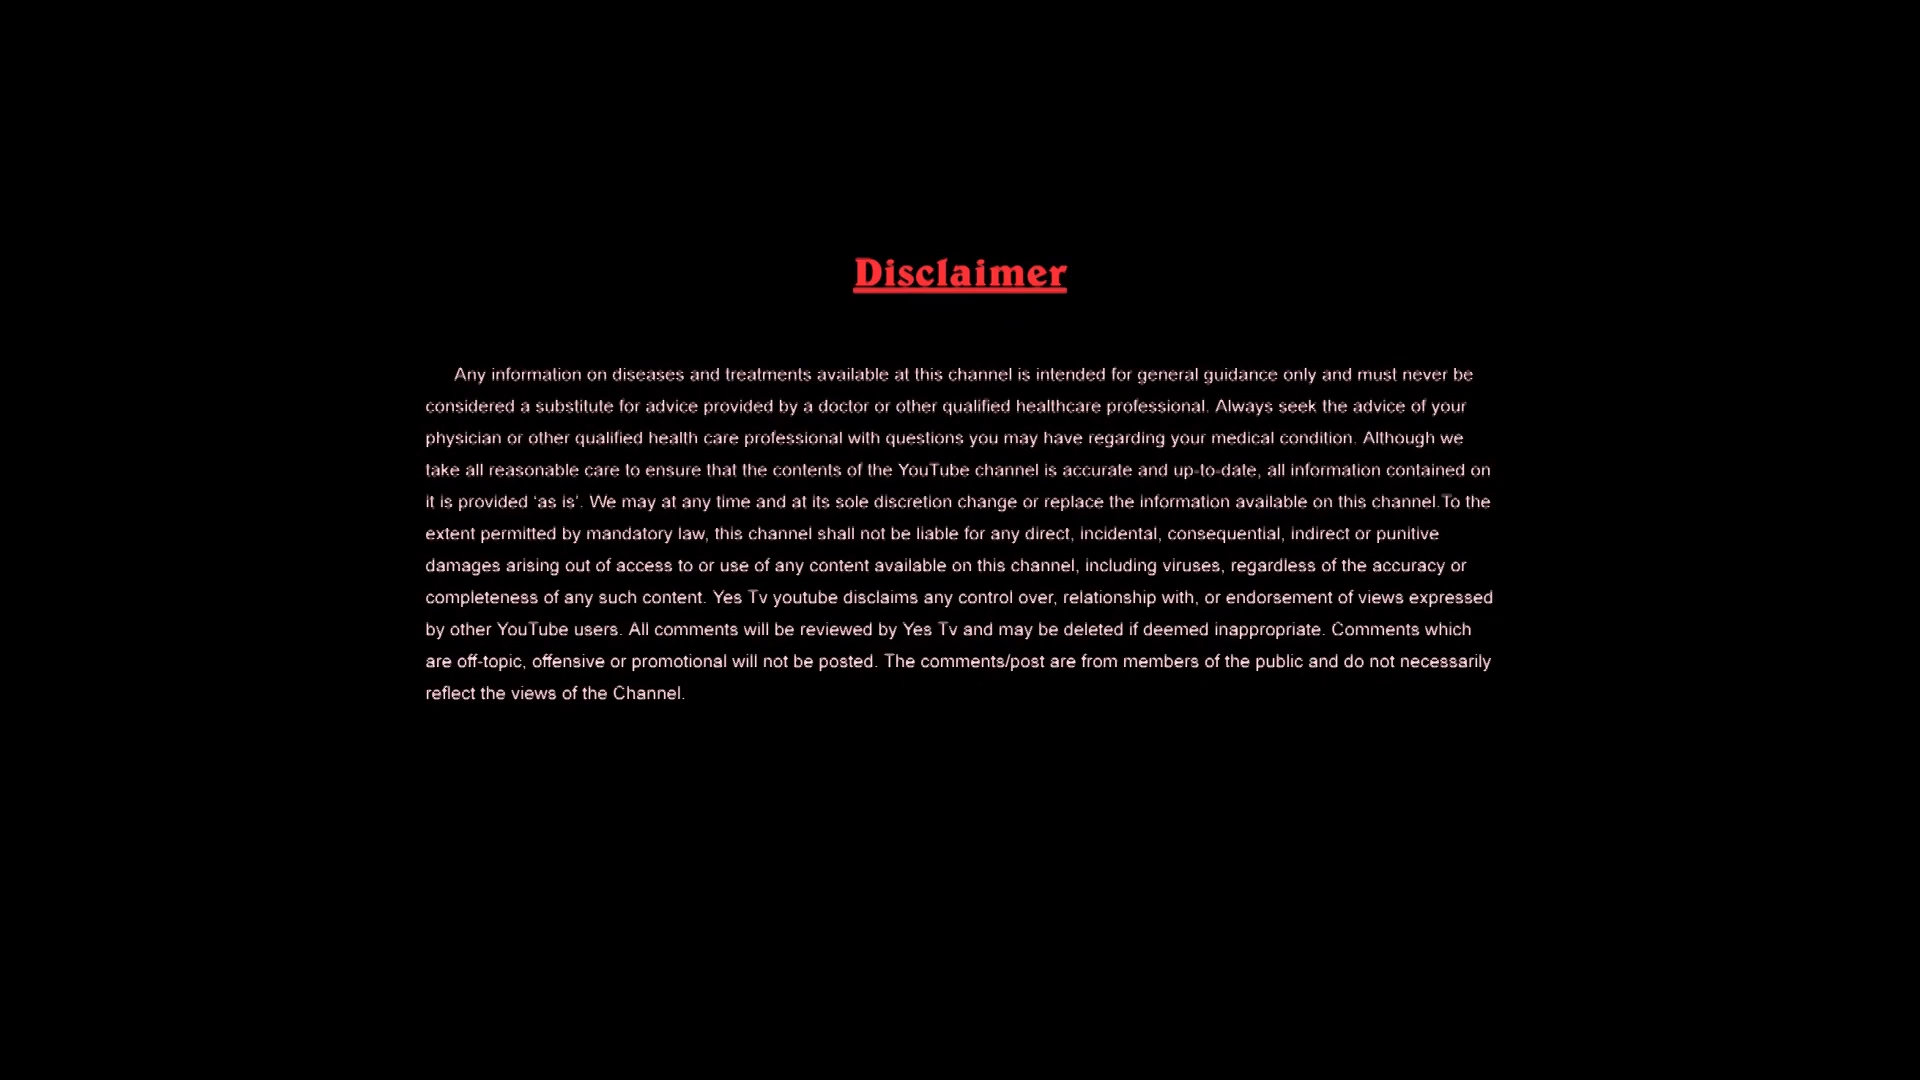 Disclaimer
Any information on diseases and treatments available at this channel is intended for general guidance only and must never be
considered a substitute for advice provided by a doctor or other qualified healthcare professional. Always seek the advice of your
physician or other qualified health care professional with questions you may have regarding your medical condition. Although we
take all reasonable care to ensure that the contents of the YouTube channel is accurate and up-to-date, all information contained on
it is provided ‘as is’. We may at any time and at its sole discretion change or replace the information available on this channel.To the
extent permitted by mandatory law, this channel shall not be liable for any direct, incidental, consequential, indirect or punitive
damages arising out of access to or use of any content available on this channel, including viruses, regardless of the accuracy or
completeness of any such content. Yes Tv youtube disclaims any control over, relationship with, or endorsement of views expressed
by other YouTube users. All comments will be reviewed by Yes Tv and may be deleted if deemed inappropriate. Comments which
are off-topic, offensive or promotional will not be posted. The comments/post are from members of the public and do not necessarily
reflect the views of the Channel.